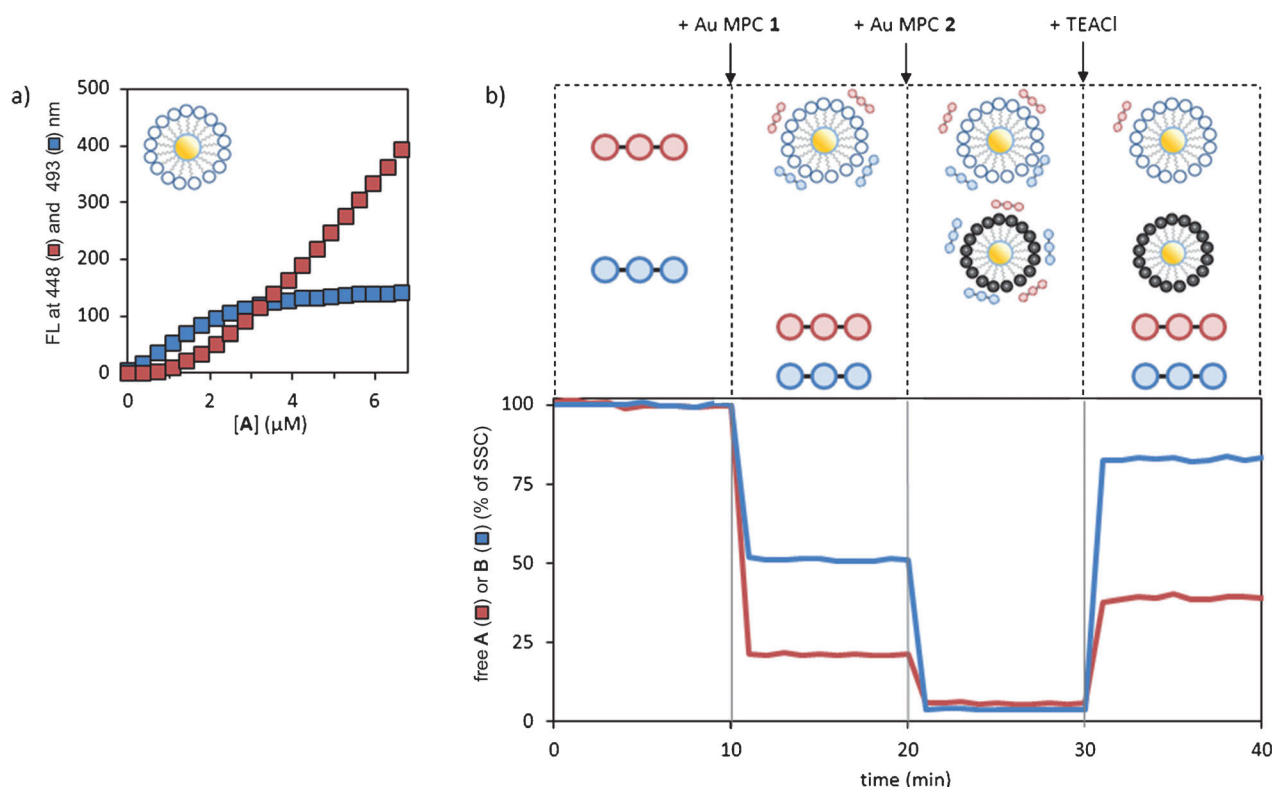 a)
FL at 448 (■) and 493 (■) nm
500
400
300
200
100
0
0
2
4
6
[A] (µM)
b)
+ Au MPC 1
+ Au MPC 2
+ TEACl
free A (■) or B (■) (% of SSC)
100
75
50
25
0
0
10
20
30
40
time (min)